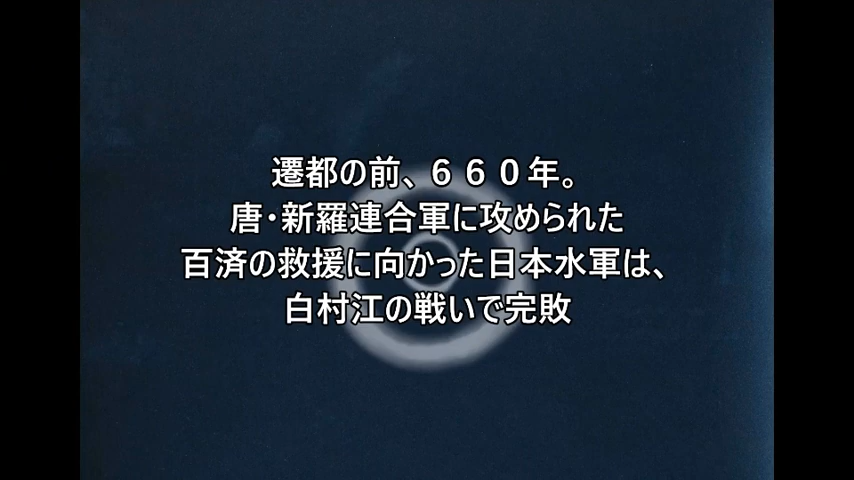 遷都の前、６６０年。
唐・新羅連合軍に攻められた
百済の救援に向かった日本水軍は、
白村江の戦いで完敗